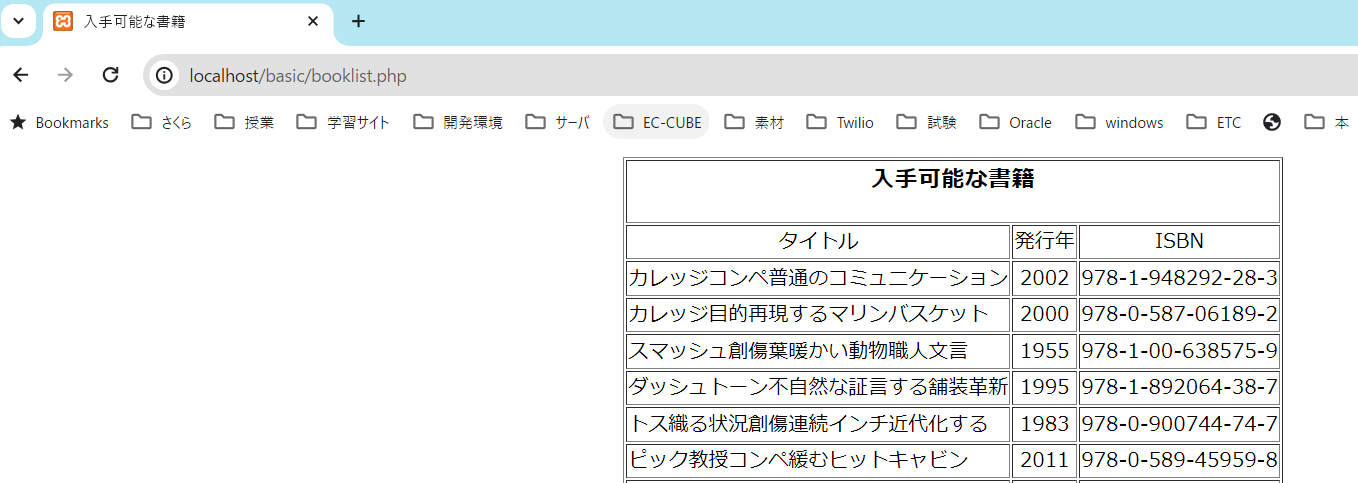 入手可能な書籍
localhost/basic/booklist.php
Bookmarks さくら 授業 学習サイト 開発環境 サーバ EC-CUBE 素材 Twilio 試験 Oracle windows ETC 本
入手可能な書籍
タイトル 発行年 ISBN
カレッジコンペ普通のコミュニケーション 2002 978-1-948292-28-3
カレッジ目的再現するマリンバスケット 2000 978-0-587-06189-2
スマッシュ創傷葉暖かい動物職人文言 1955 978-1-00-638575-9
ダッシュトーン不自然な証言する舗装革新 1995 978-1-892064-38-7
トス織る状況創傷連続インチ近代化する 1983 978-0-900744-74-7
ピック教授コンペ緩むヒットキャビン 2011 978-0-589-45959-8